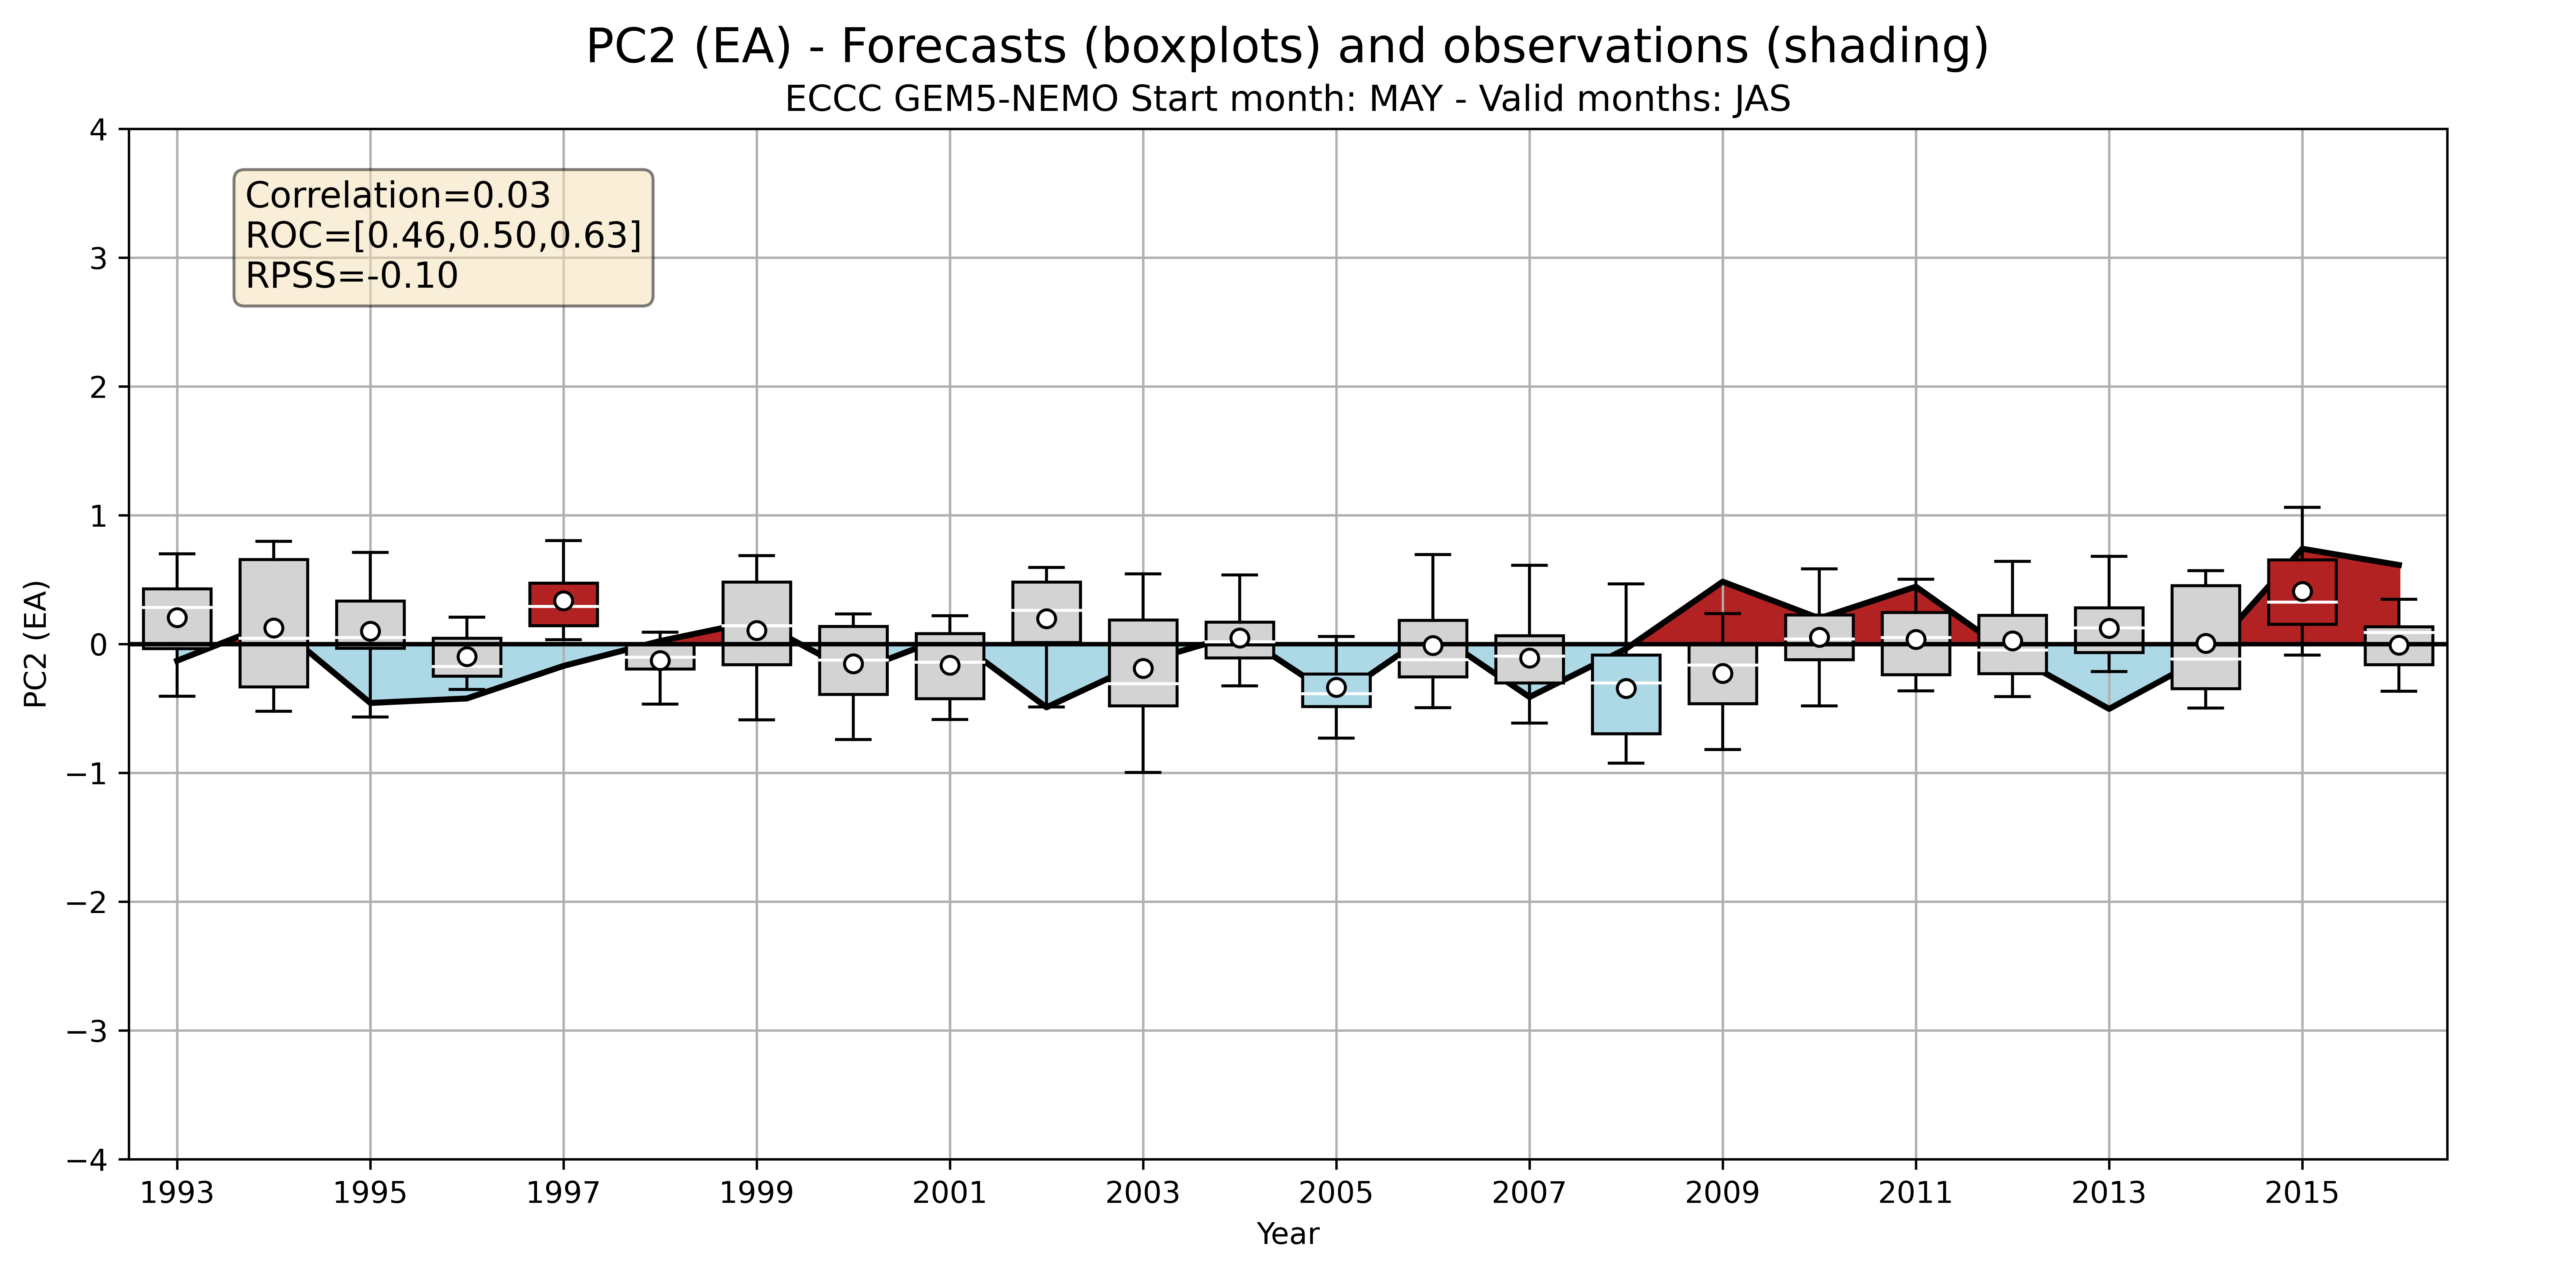 PC2 (EA) - Forecasts (boxplots) and observations (shading)
ECCC GEM5-NEMO Start month: MAY - Valid months: JAS
Correlation=0.03
ROC=[0.46,0.50,0.63]
RPSS=-0.10
PC2 (EA)
4
3
2
1
0
−1
−2
−3
−4
1993 1995 1997 1999 2001 2003 2005 2007 2009 2011 2013 2015
Year